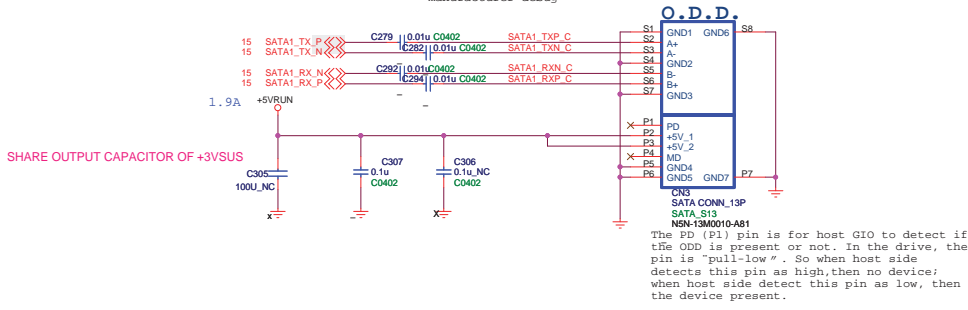 manufacturer debug
O.D.D.
15 SATA1_TX_P C279 0.01u C0402 SATA1_TXP_C S1 GND1 GND6 S8
15 SATA1_TX_N C282 0.01u C0402 SATA1_TXN_C S2 A+
S3 A-
S4 GND2
15 SATA1_RX_N C292 0.01u C0402 SATA1_RXN_C S5 B-
15 SATA1_RX_P C294 0.01u C0402 SATA1_RXP_C S6 B+
S7 GND3
1.9A +5VRUN
P1 PD
P2 +5V_1
P3 +5V_2
P4 MD
P5 GND4
P6 GND5 GND7 P7
SHARE OUTPUT CAPACITOR OF +3VSUS
C305
100U_NC
C307
0.1u
C0402
C306
0.1u_NC
C0402
CN3
SATA CONN_13P
SATA_S13
N5N-13M0010-A81
The PD (P1) pin is for host GIO to detect if
the ODD is present or not. In the drive, the
pin is "pull-low". So when host side
detects this pin as high,then no device;
when host side detect this pin as low, then
the device present.